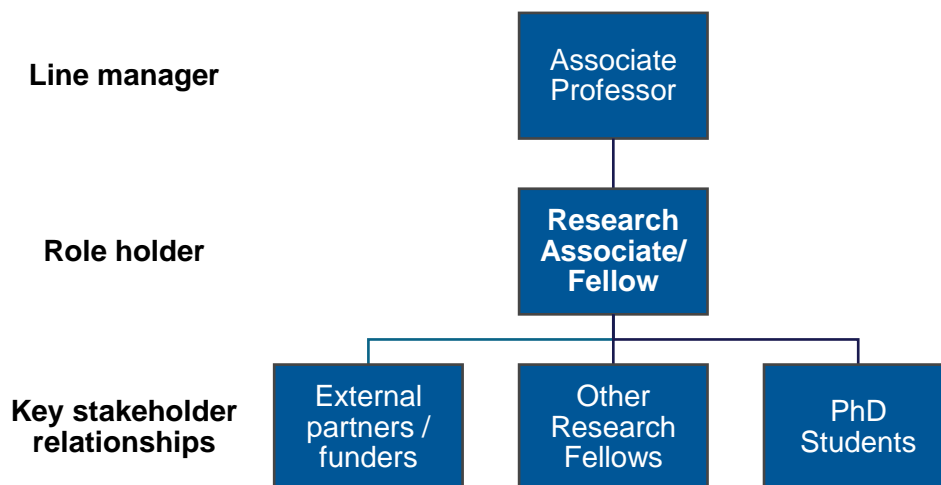 Line manager
Associate
Professor
Role holder
Research
Associate/
Fellow
Key stakeholder
relationships
External
partners /
funders
Other
Research
Fellows
PhD
Students